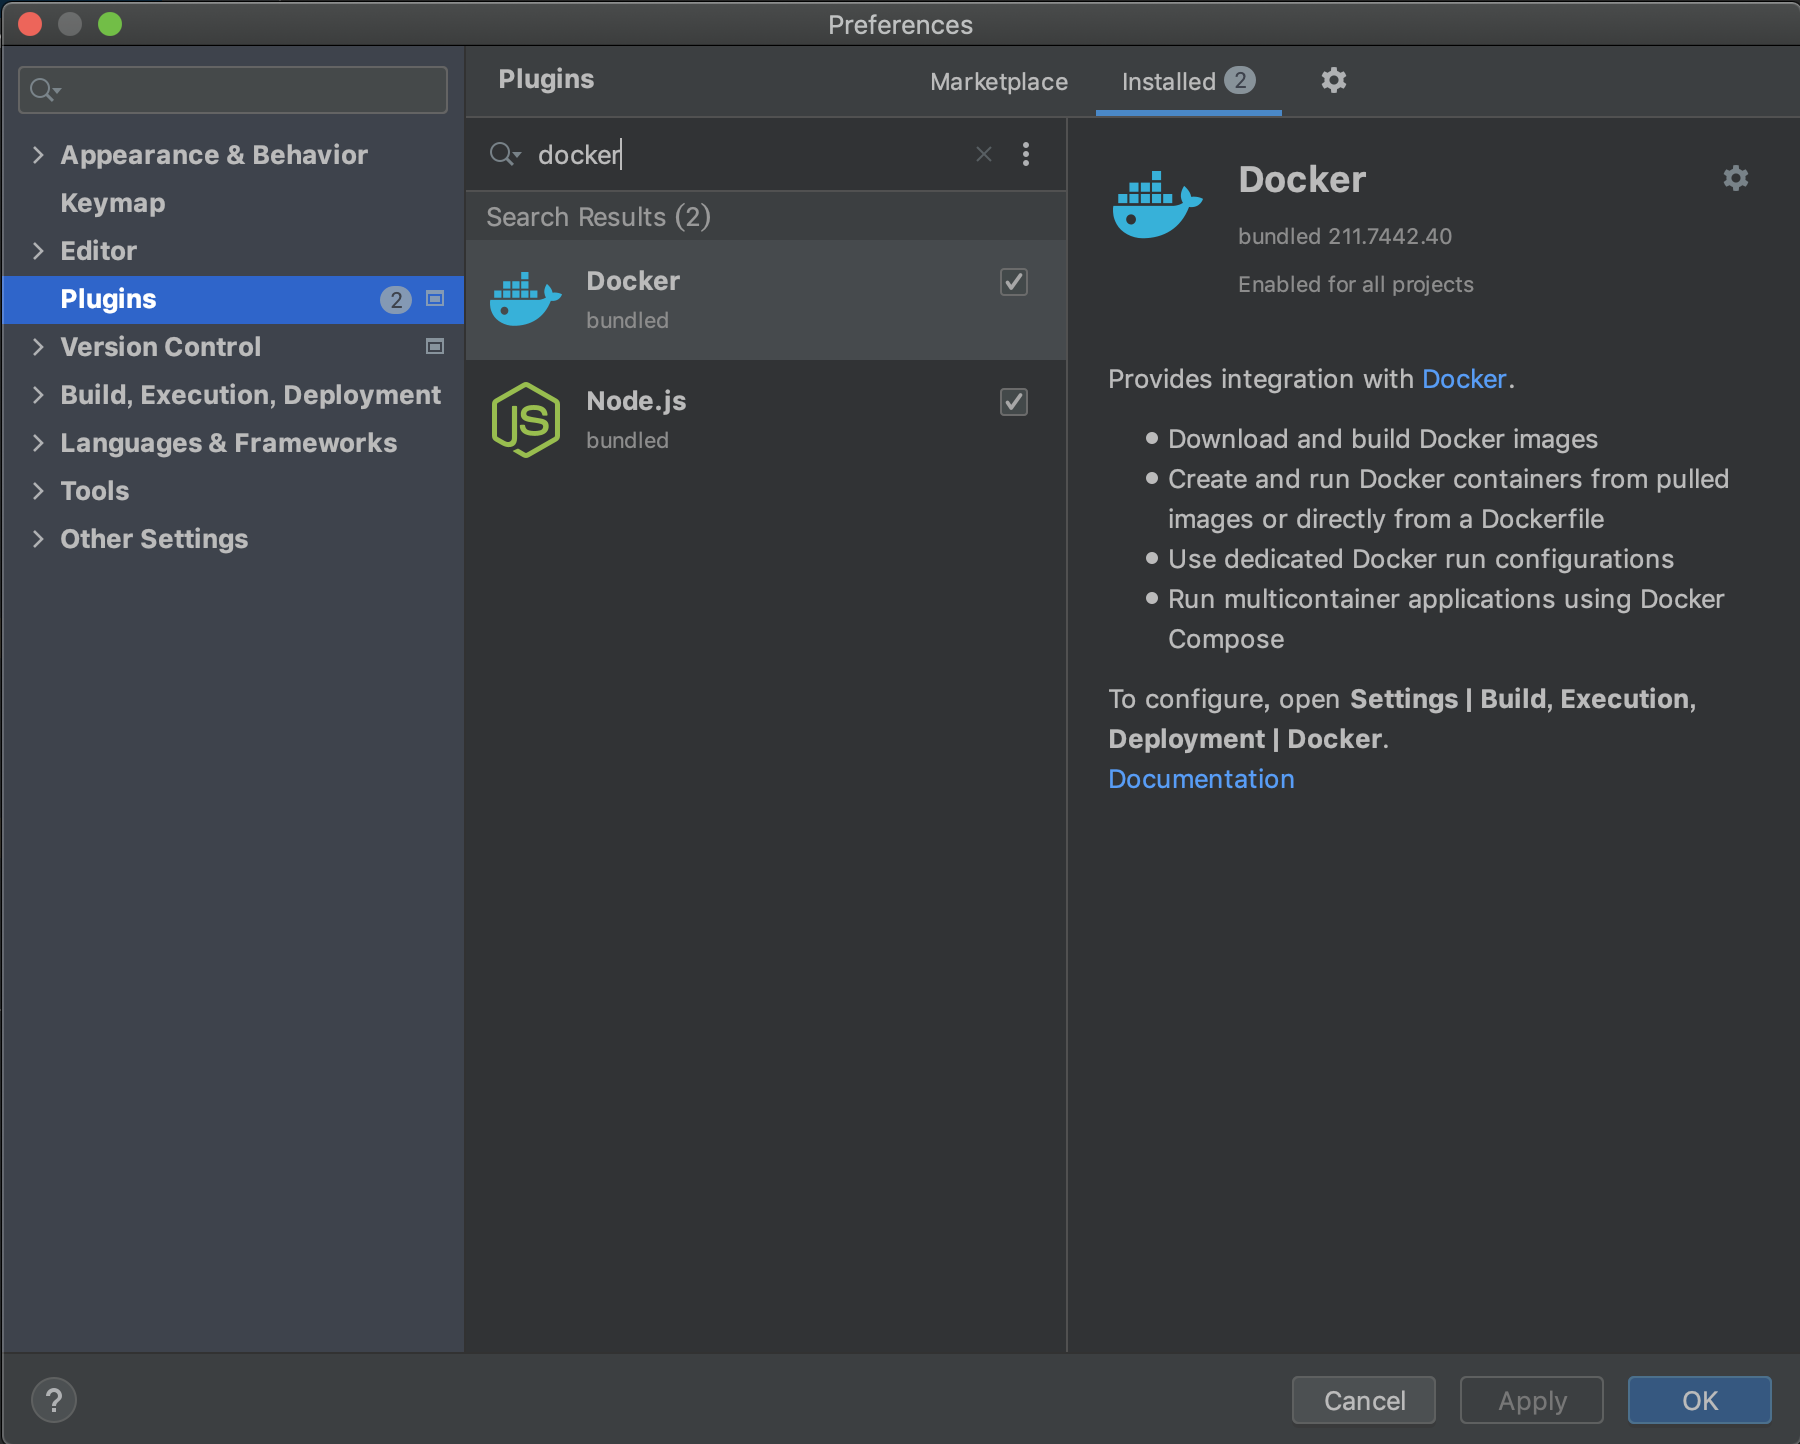 Preferences
Appearance & Behavior
Keymap
Editor
Plugins 2
Version Control
Build, Execution, Deployment
Languages & Frameworks
Tools
Other Settings
Plugins
Marketplace
Installed 2
docker
Search Results (2)
Docker
bundled
JS
Node.js
bundled
Docker
bundled 211.7442.40
Enabled for all projects
Provides integration with Docker.
Download and build Docker images
Create and run Docker containers from pulled
images or directly from a Dockerfile
Use dedicated Docker run configurations
Run multicontainer applications using Docker
Compose
To configure, open Settings | Build, Execution,
Deployment | Docker.
Documentation
?
Cancel
Apply
OK